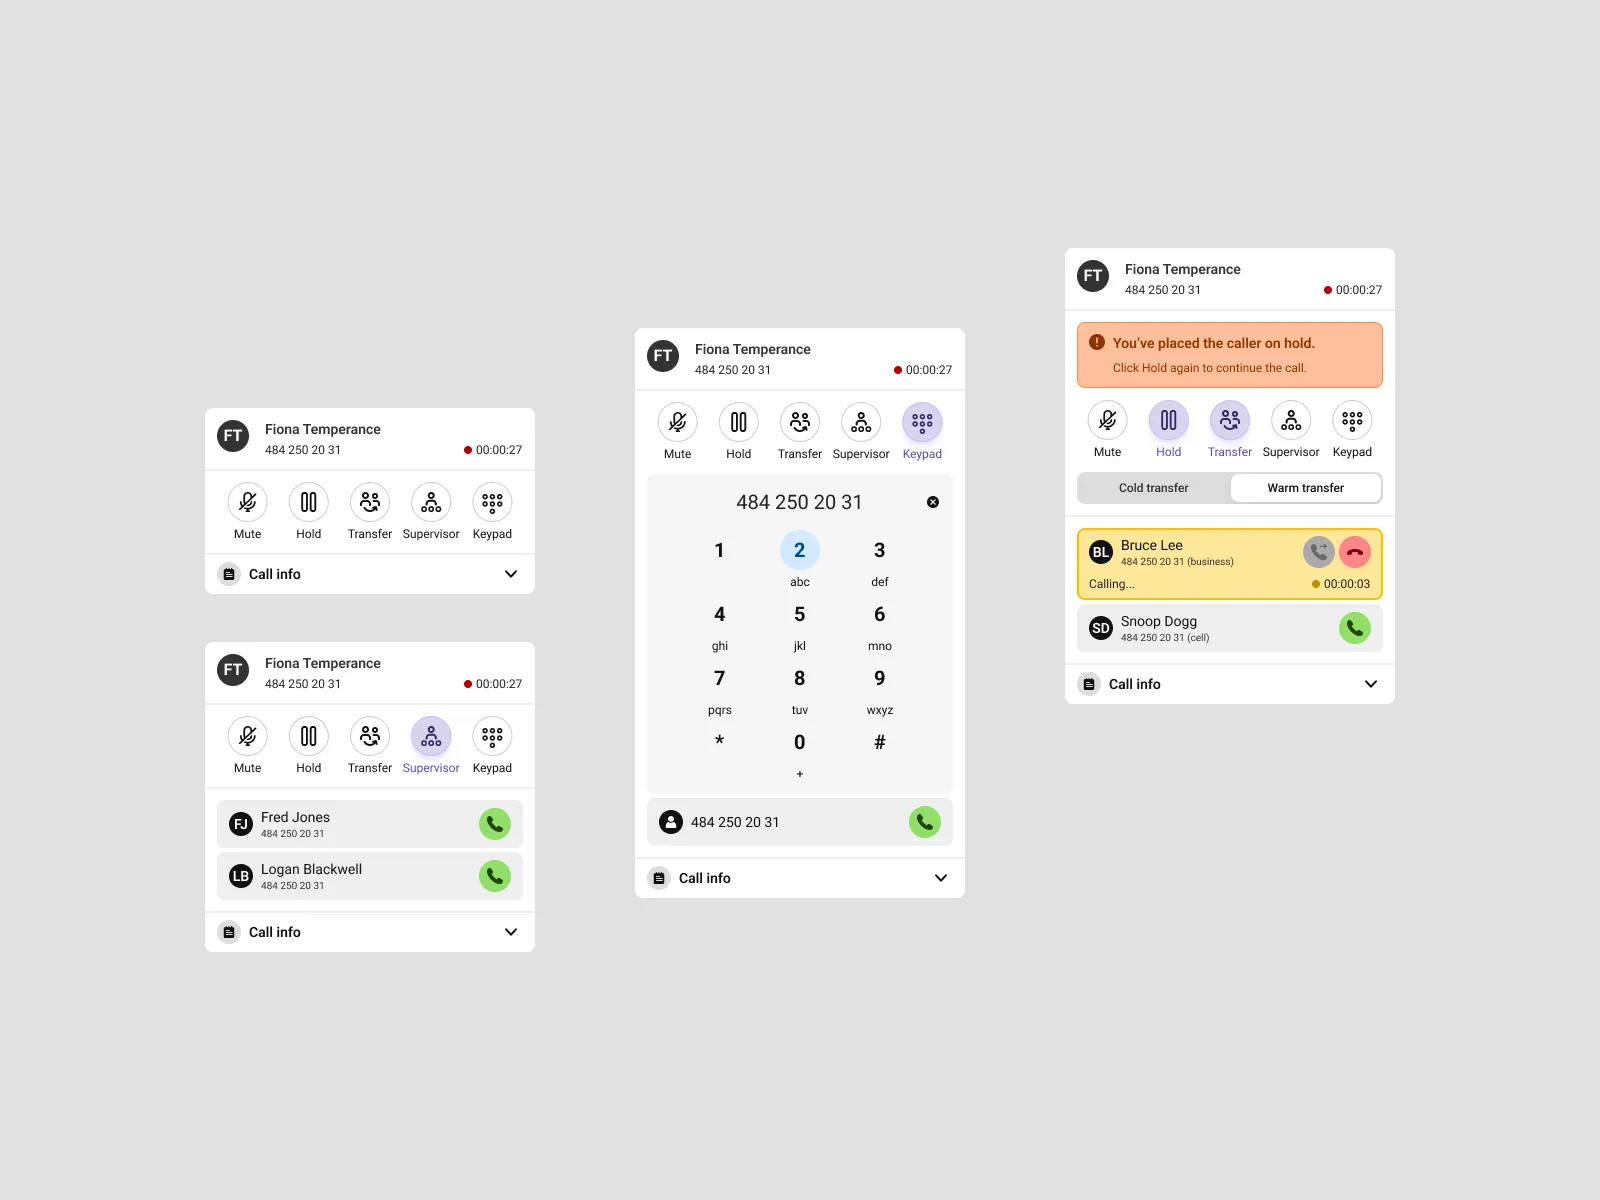 FT
Fiona Temperance
484 250 20 31
00:00:27
Mute
Hold
Transfer
Supervisor
Keypad
Call info
FT
Fiona Temperance
484 250 20 31
00:00:27
Mute
Hold
Transfer
Supervisor
Keypad
FJ
Fred Jones
484 250 20 31
LB
Logan Blackwell
484 250 20 31
Call info
FT
Fiona Temperance
484 250 20 31
00:00:27
Mute
Hold
Transfer
Supervisor
Keypad
484 250 20 31
1 2 3
abc def
4 5 6
ghi jkl mno
7 8 9
pqrs tuv wxyz
* 0 #
+
484 250 20 31
Call info
FT
Fiona Temperance
484 250 20 31
00:00:27
You’ve placed the caller on hold.
Click Hold again to continue the call.
Mute
Hold
Transfer
Supervisor
Keypad
Cold transfer
Warm transfer
BL
Bruce Lee
484 250 20 31 (business)
Calling...
00:00:03
SD
Snoop Dogg
484 250 20 31 (cell)
Call info